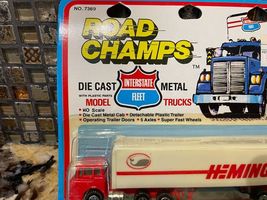 NO. 7369
ROAD
CHAMPS
TM
DIE CAST INTERSTATE METAL
WITH PLASTIC PARTS
MODEL FLEET TRUCKS
• HO Scale
• Die Cast Metal Cab • Detachable Plastic Trailer
• Operating Trailer Doors • 5 Axles • Super Fast Wheels
HEMING